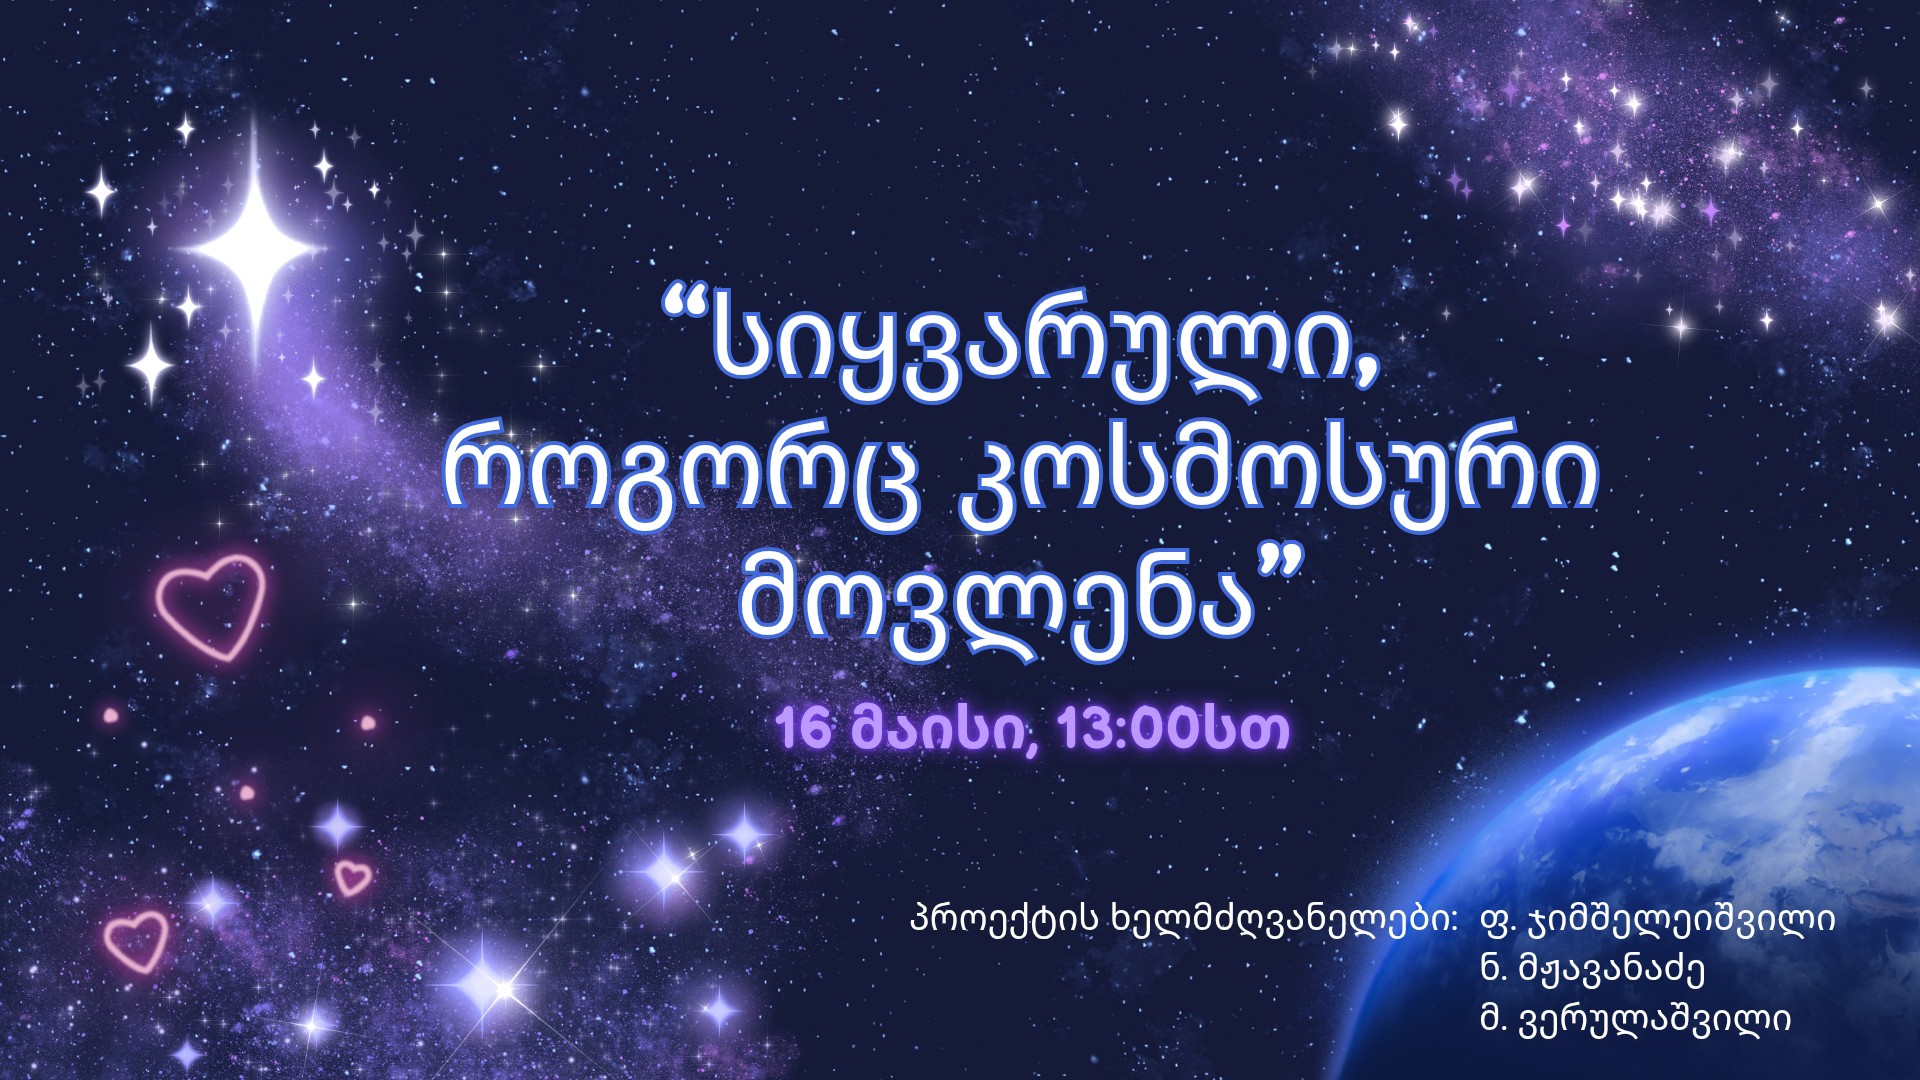 “სიყვარული,
როგორც კოსმოსური
მოვლენა”
16 მაისი, 13:00სთ
პროექტის ხელმძღვანელები: ფ. ჯიმშელეიშვილი
ნ. მჟავანაძე
მ. ვერულაშვილი